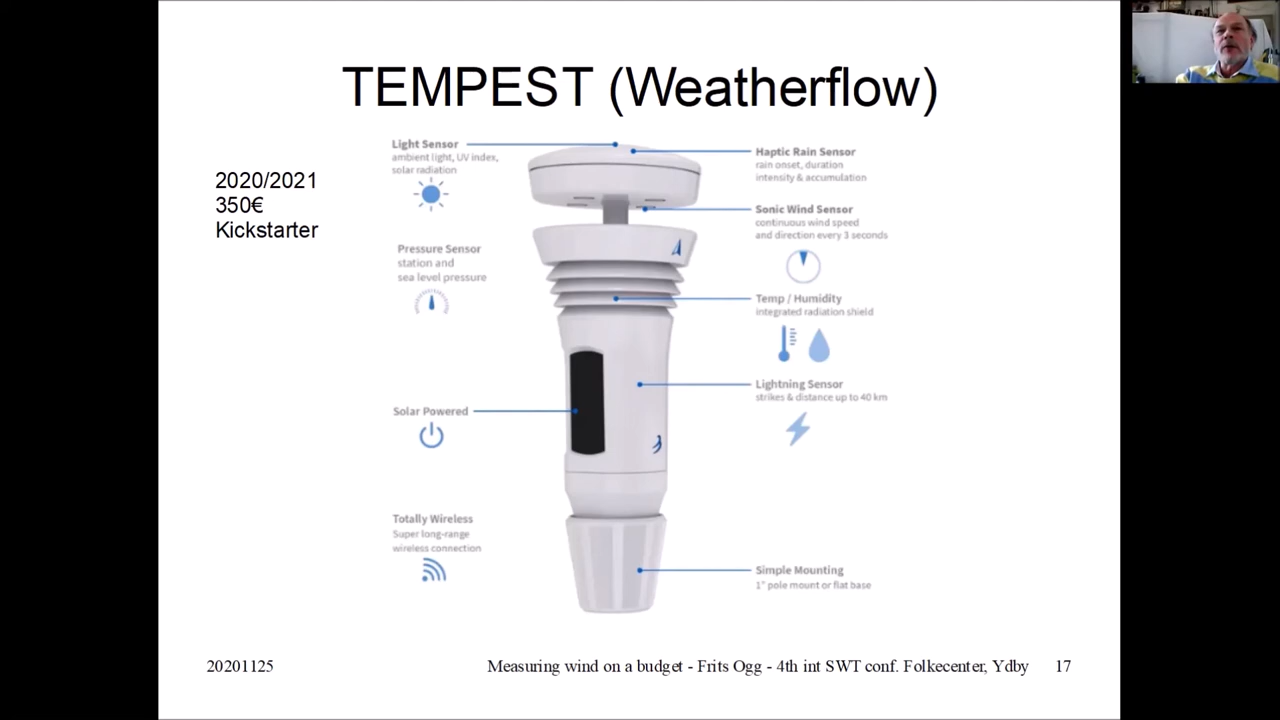 TEMPEST (Weatherflow)
2020/2021
350€
Kickstarter
Light Sensor
ambient light, UV index,
solar radiation
Pressure Sensor
station and
sea level pressure
Solar Powered
Totally Wireless
Super long-range
wireless connection
Haptic Rain Sensor
rain onset, duration
intensity & accumulation
Sonic Wind Sensor
continuous wind speed
and direction every 3 seconds
Temp / Humidity
integrated radiation shield
Lightning Sensor
strikes & distance up to 40 km
Simple Mounting
1" pole mount or flat base
20201125
Measuring wind on a budget - Frits Ogg - 4th int SWT conf. Folkecenter, Ydby
17